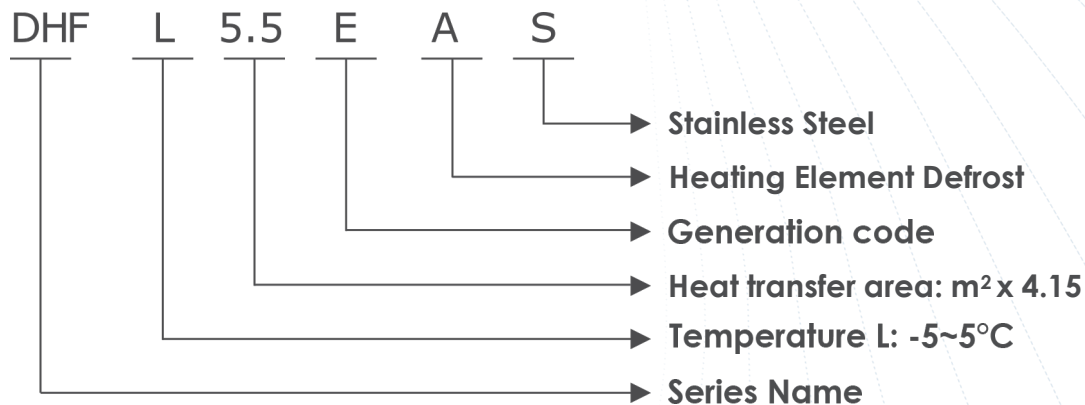 DHF L 5.5 E A S
Stainless Steel
Heating Element Defrost
Generation code
Heat transfer area: m² x 4.15
Temperature L: -5~5°C
Series Name